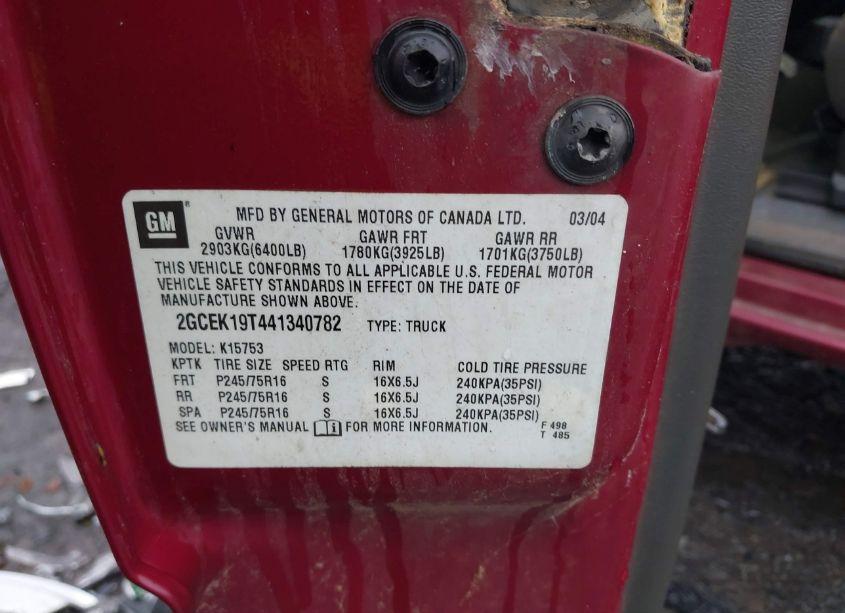 GM ® MFD BY GENERAL MOTORS OF CANADA LTD. 03/04
GVWR GAWR FRT GAWR RR
2903KG(6400LB) 1780KG(3925LB) 1701KG(3750LB)
THIS VEHICLE CONFORMS TO ALL APPLICABLE U.S. FEDERAL MOTOR
VEHICLE SAFETY STANDARDS IN EFFECT ON THE DATE OF
MANUFACTURE SHOWN ABOVE.
2GCEK19T441340782 TYPE: TRUCK
MODEL: K15753
KPTK TIRE SIZE SPEED RTG RIM COLD TIRE PRESSURE
FRT P245/75R16 S 16X6.5J 240KPA(35PSI)
RR P245/75R16 S 16X6.5J 240KPA(35PSI)
SPA P245/75R16 S 16X6.5J 240KPA(35PSI)
SEE OWNER'S MANUAL i FOR MORE INFORMATION.
F 498
T 485